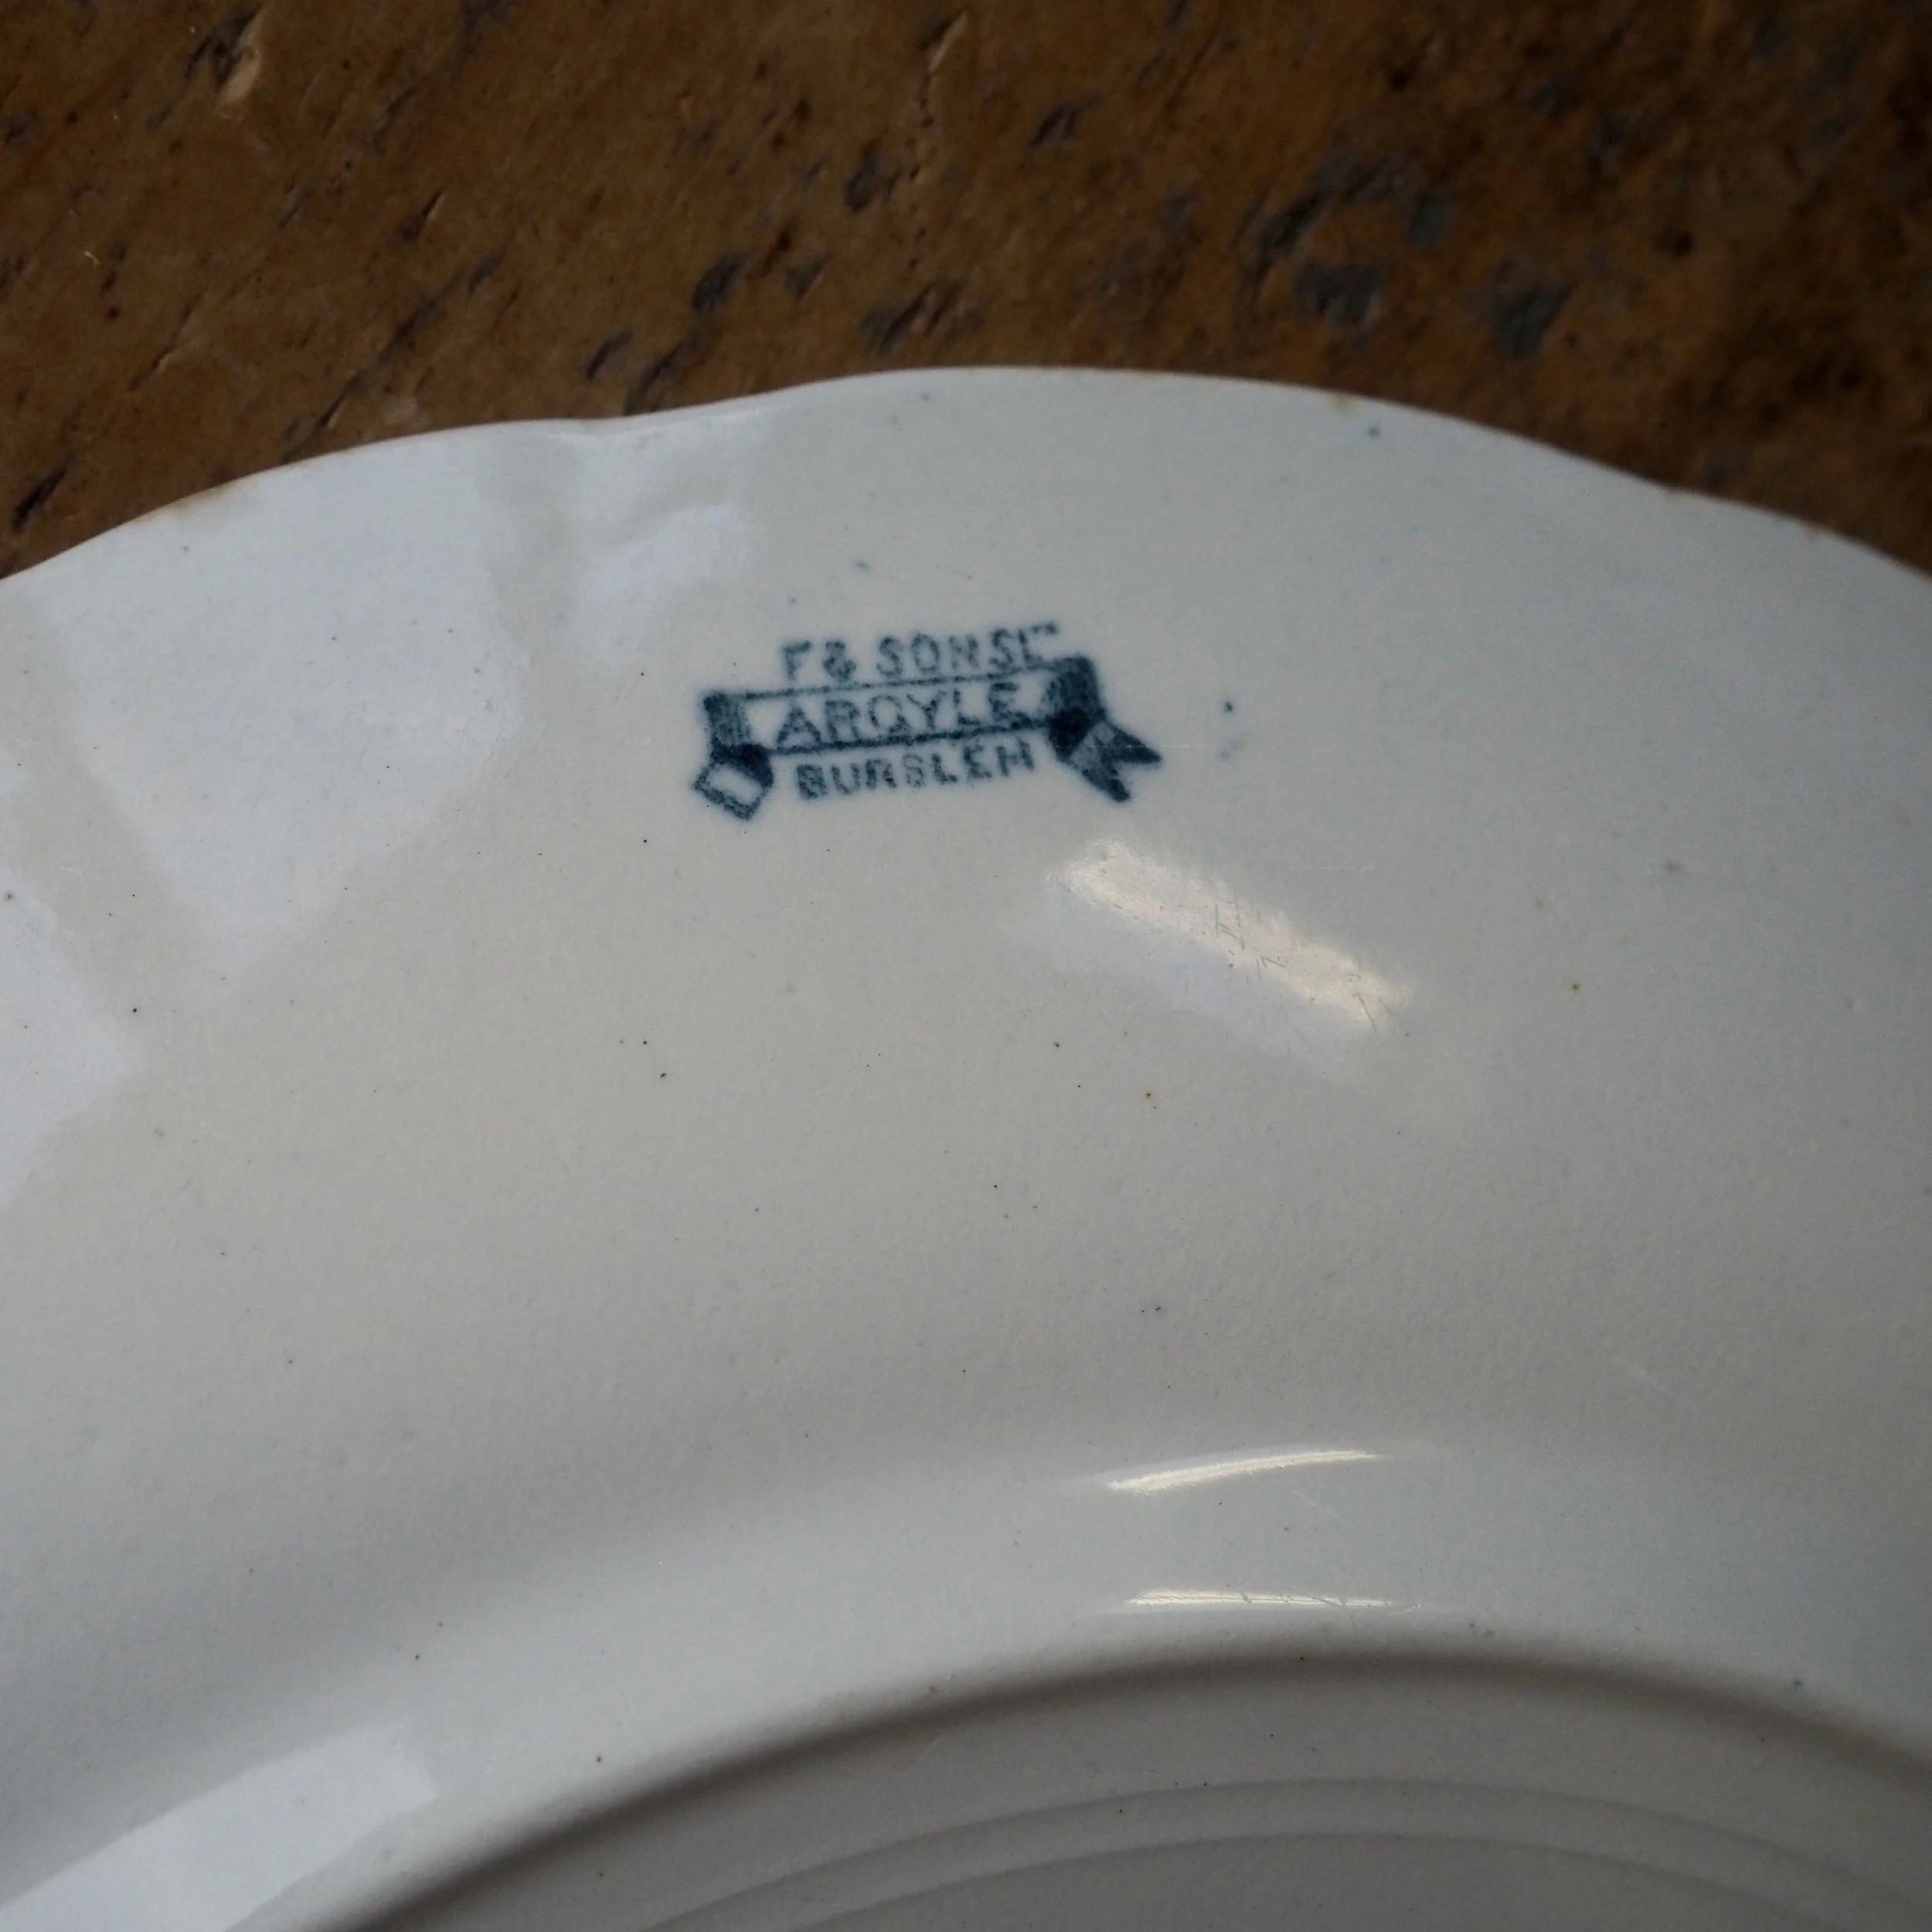 F & SONS LTD
ARGYLE
BURSLEM